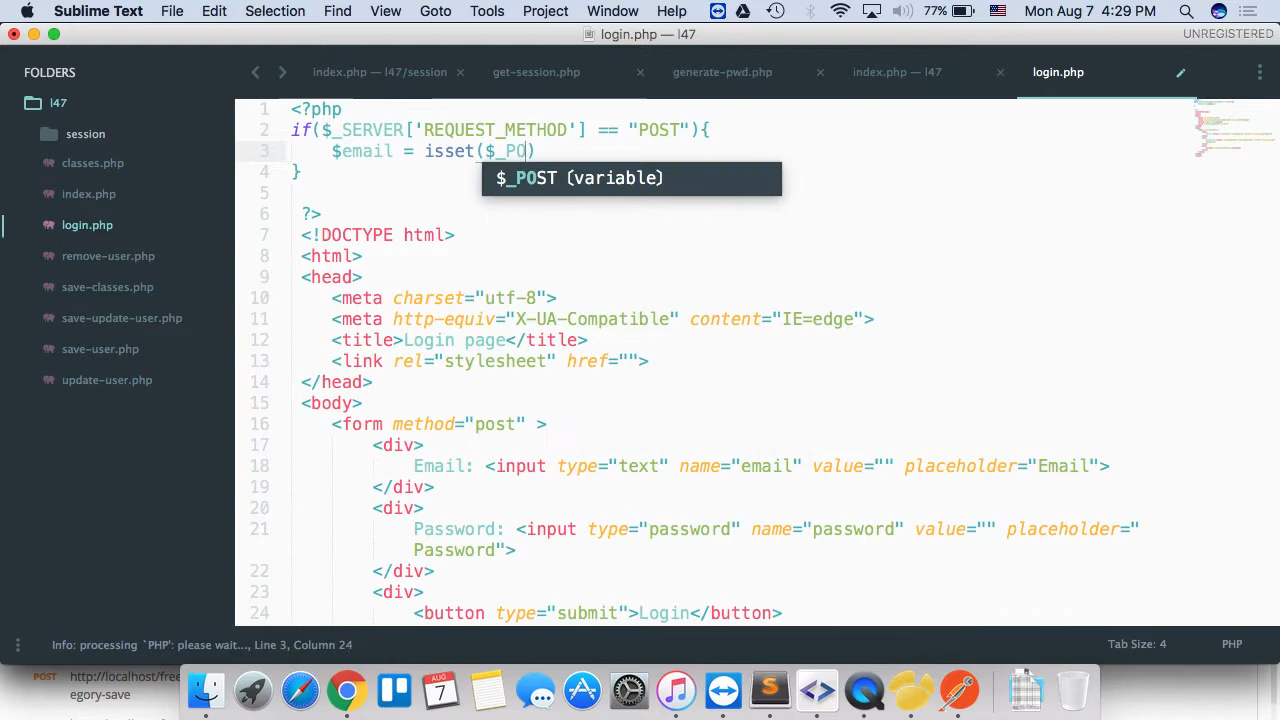 Sublime Text File Edit Selection Find View Goto Tools Project Window Help 77% Mon Aug 7 4:29 PM
login.php — l47 UNREGISTERED
FOLDERS
l47
session
classes.php
index.php
login.php
remove-user.php
save-classes.php
save-update-user.php
save-user.php
update-user.php
index.php — l47/session get-session.php generate-pwd.php index.php — l47 login.php
1 <?php
2 if($_SERVER['REQUEST_METHOD'] == "POST"){
3 $email = isset($_PO)
$_POST (variable)
4 }
5
6 ?>
7 <!DOCTYPE html>
8 <html>
9 <head>
10 <meta charset="utf-8">
11 <meta http-equiv="X-UA-Compatible" content="IE=edge">
12 <title>Login page</title>
13 <link rel="stylesheet" href="">
14 </head>
15 <body>
16 <form method="post" >
17 <div>
18 Email: <input type="text" name="email" value="" placeholder="Email">
19 </div>
20 <div>
21 Password: <input type="password" name="password" value="" placeholder="
Password">
22 </div>
23 <div>
24 <button type="submit">Login</button>
Info: processing `PHP': please wait..., Line 3, Column 24 Tab Size: 4 PHP
POST http://localhost/free
egory-save
AUG 7